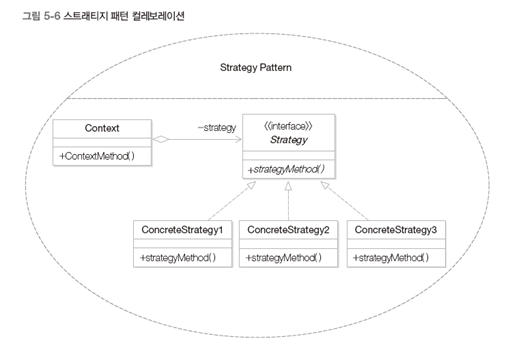 그림 5-6 스트래티지 패턴 컬레보레이션
Strategy Pattern
Context
+ContextMethod( )
-strategy
《interface》
Strategy
+strategyMethod( )
ConcreteStrategy1
+strategyMethod( )
ConcreteStrategy2
+strategyMethod( )
ConcreteStrategy3
+strategyMethod( )